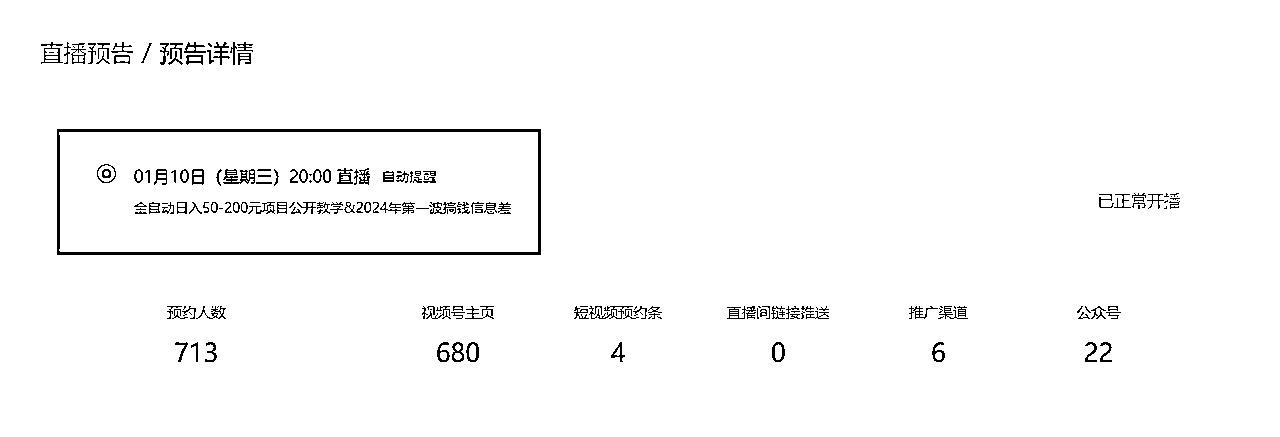 直播预告 / 预告详情
01月10日（星期三）20:00 直播 自动提醒
全自动日入50-200元项目公开教学&2024年第一波搞钱信息差
已正常开播
预约人数 视频号主页 短视频预约条 直播间链接推送 推广渠道 公众号
713 680 4 0 6 22